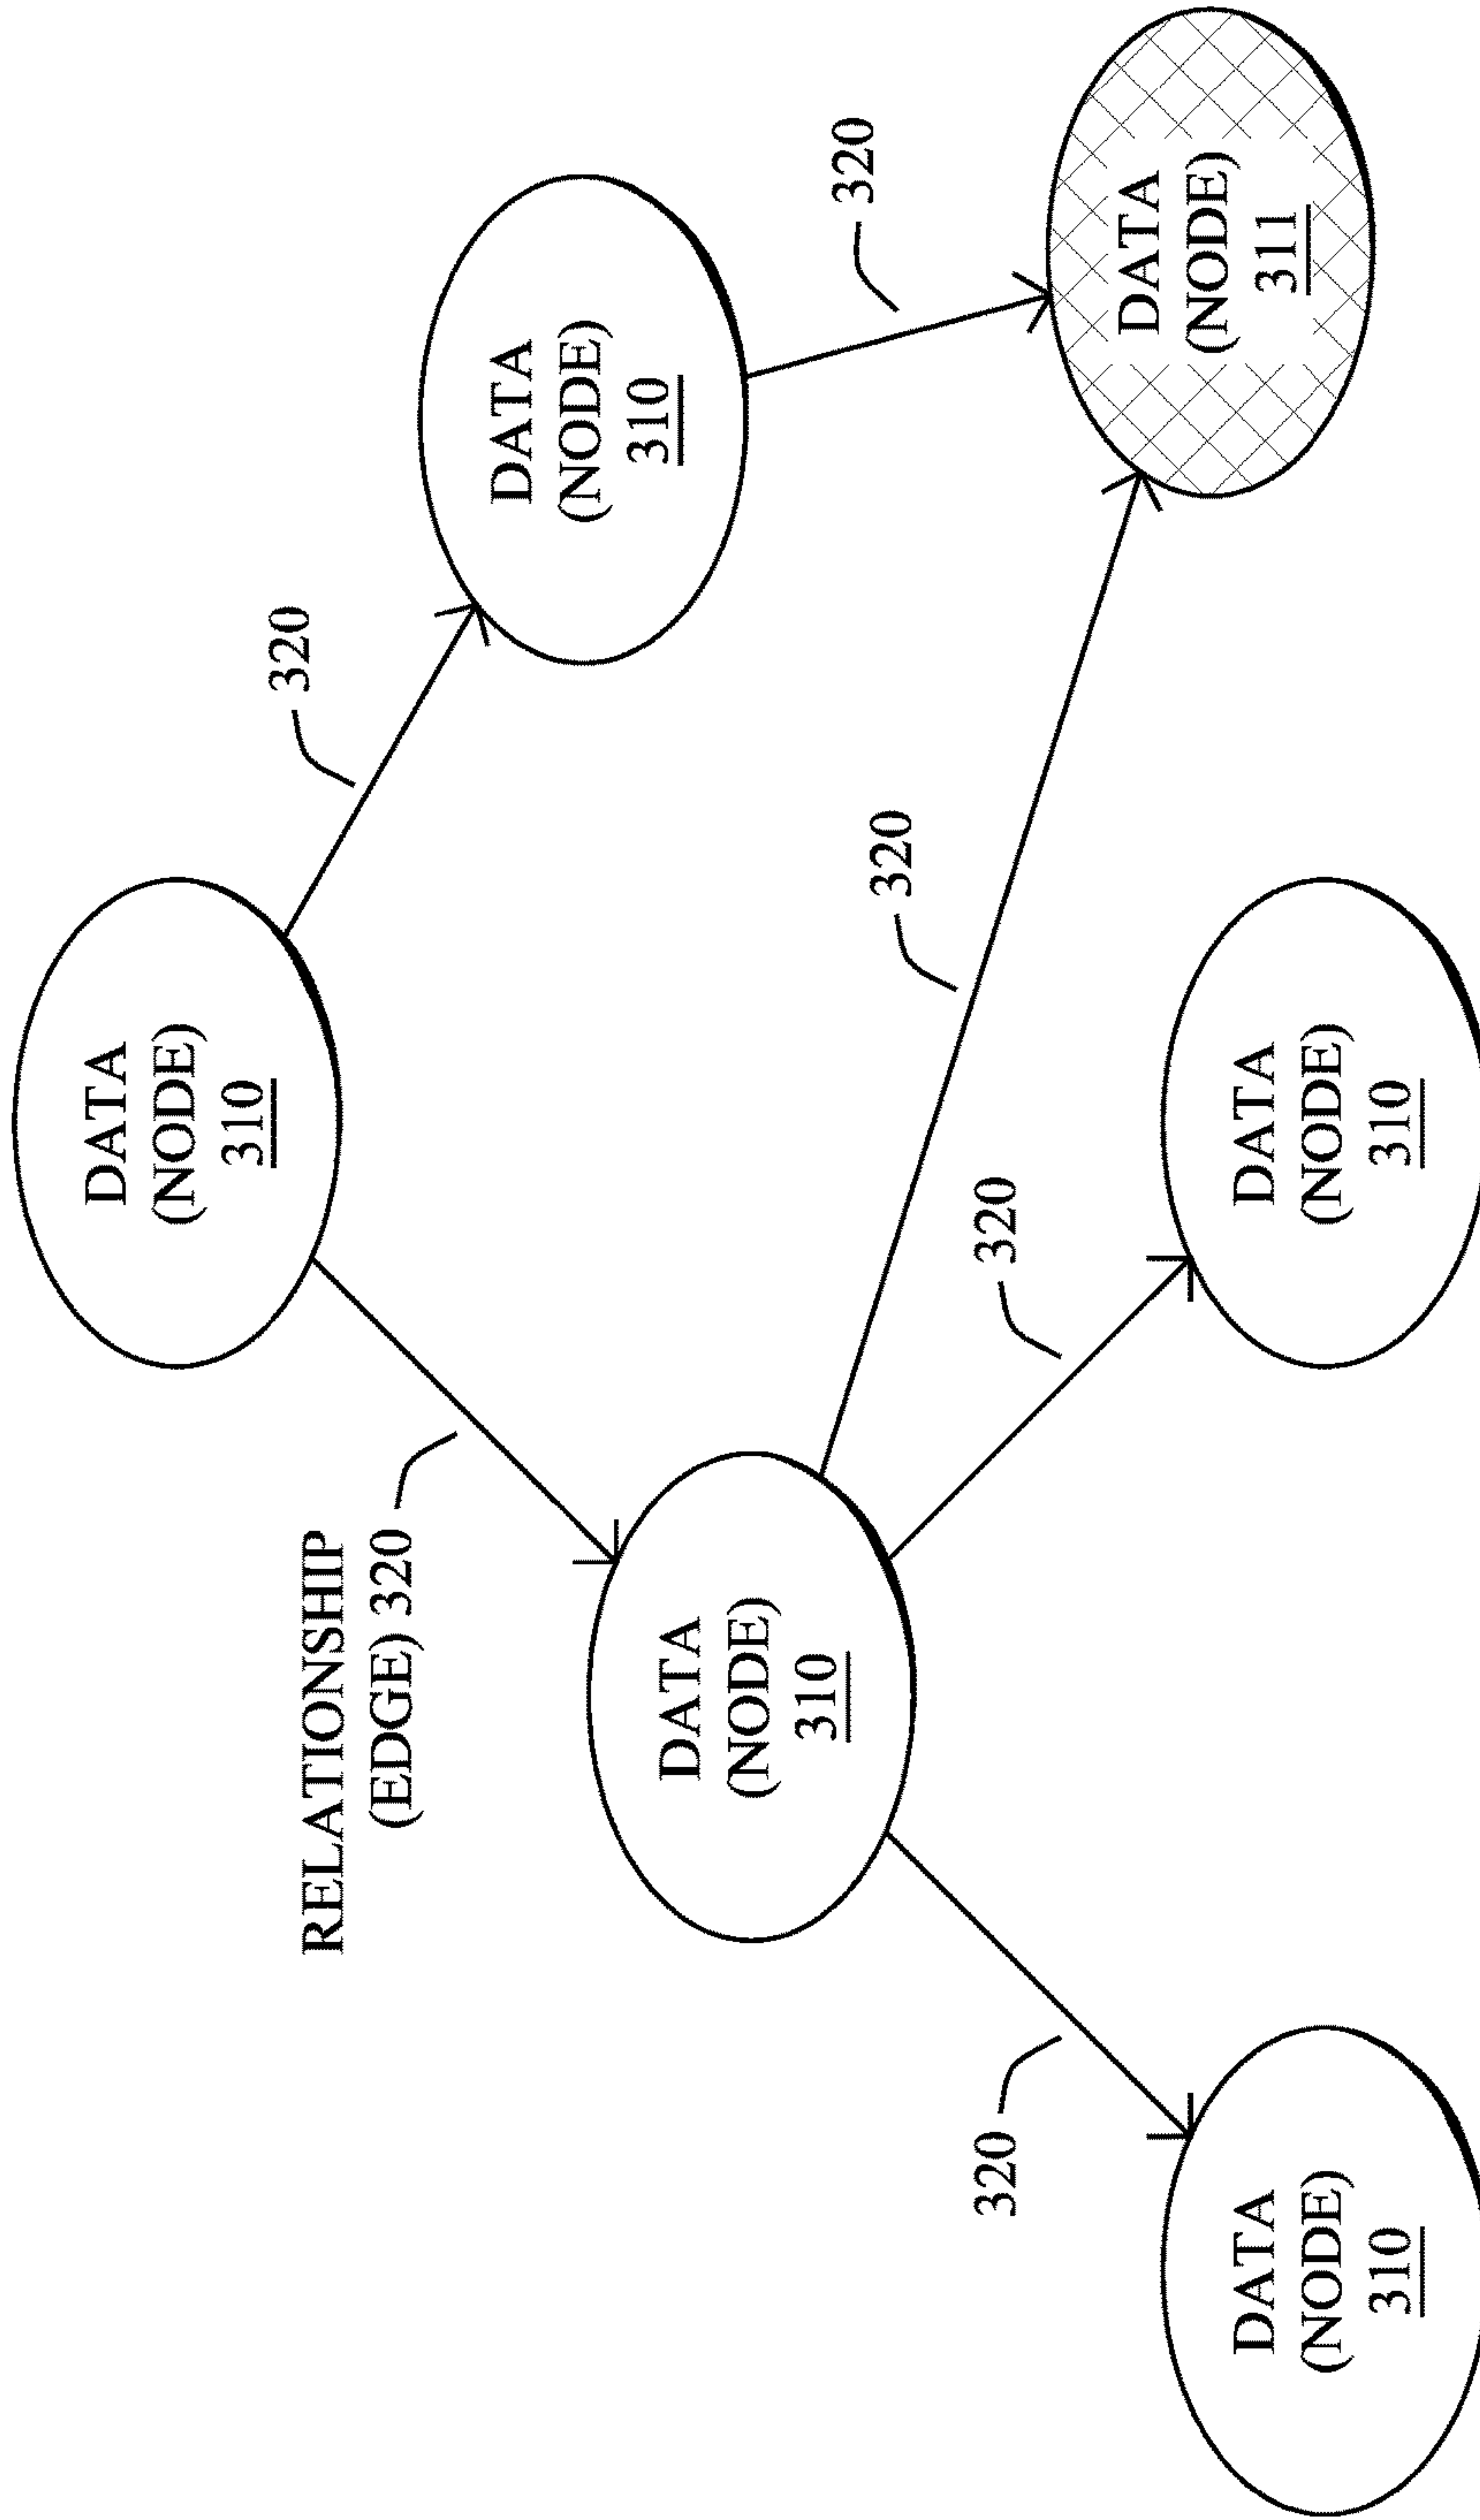 DATA
(NODE)
310
RELATIONSHIP
(EDGE) 320
320
DATA
(NODE)
310
DATA
(NODE)
310
320
320
320
320
DATA
(NODE)
311
DATA
(NODE)
310
DATA
(NODE)
310